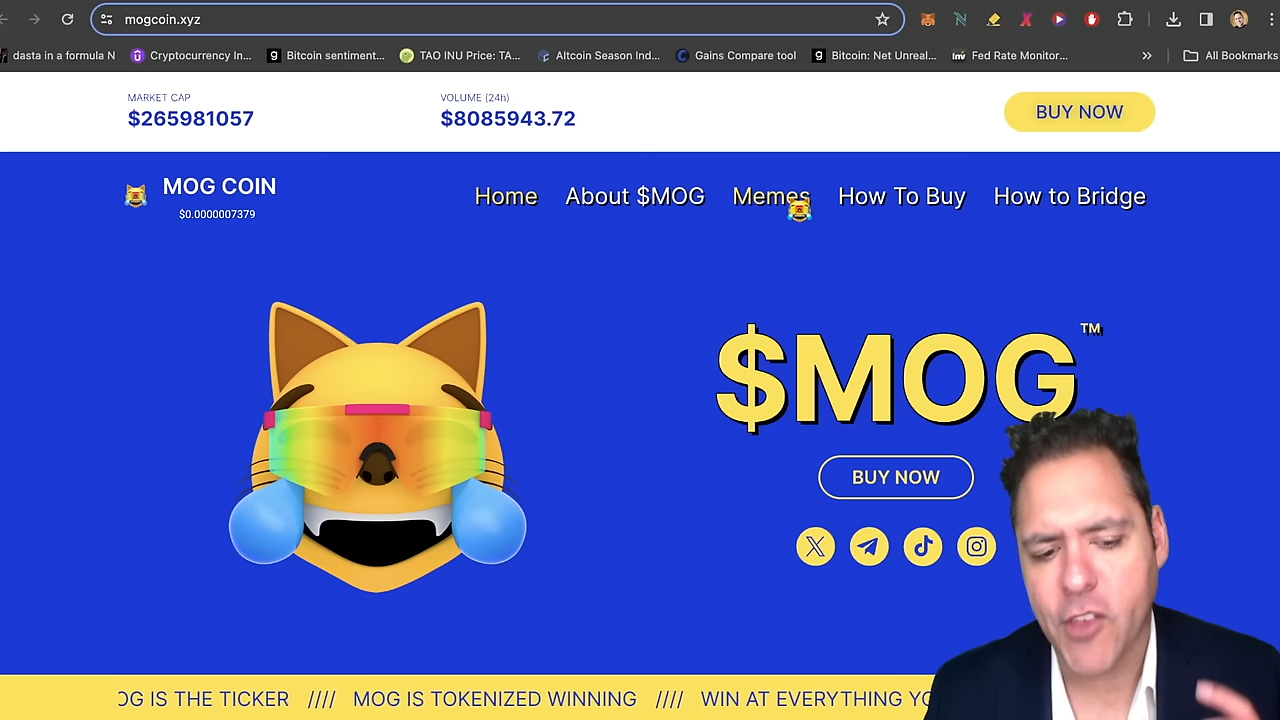 mogcoin.xyz
dasta in a formula N
Cryptocurrency In...
Bitcoin sentiment...
TAO INU Price: TA...
Altcoin Season Ind...
Gains Compare tool
Bitcoin: Net Unreal...
Fed Rate Monitor...
All Bookmarks
MARKET CAP
$265981057
VOLUME (24h)
$8085943.72
BUY NOW
MOG COIN
$0.0000007379
Home
About $MOG
Memes
How To Buy
How to Bridge
$MOG™
BUY NOW
OG IS THE TICKER //// MOG IS TOKENIZED WINNING //// WIN AT EVERYTHING